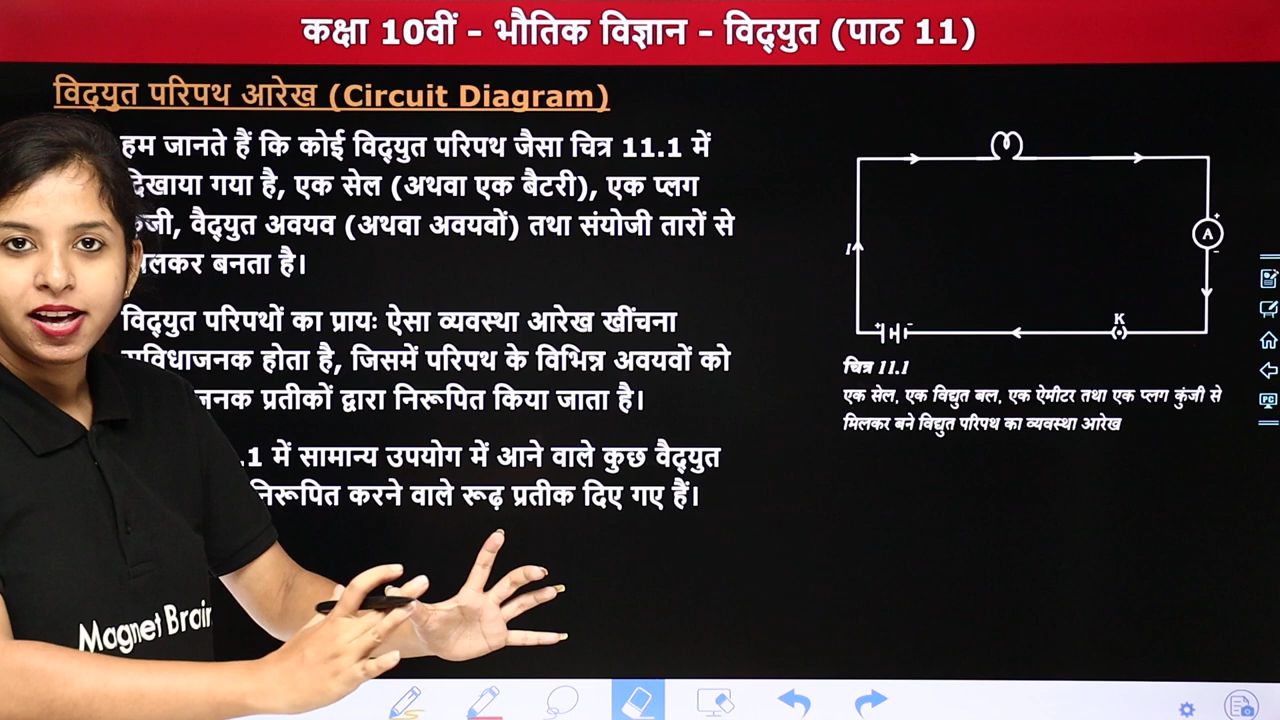 कक्षा 10वीं - भौतिक विज्ञान - विद्युत (पाठ 11)
विद्युत परिपथ आरेख (Circuit Diagram)
हम जानते हैं कि कोई विद्युत परिपथ जैसा चित्र 11.1 में
दिखाया गया है, एक सेल (अथवा एक बैटरी), एक प्लग
वैद्युत अवयव (अथवा अवयवों) तथा संयोजी तारों से
बनता है।
विद्युत परिपथों का प्रायः ऐसा व्यवस्था आरेख खींचना
सुविधाजनक होता है, जिसमें परिपथ के विभिन्न अवयवों को
प्रतीकों द्वारा निरूपित किया जाता है।
.1 में सामान्य उपयोग में आने वाले कुछ वैद्युत
निरूपित करने वाले रूढ़ प्रतीक दिए गए हैं।
I
+
A
-
K
+ -
चित्र 11.1
एक सेल, एक विद्युत बल, एक ऐमीटर तथा एक प्लग कुंजी से
मिलकर बने विद्युत परिपथ का व्यवस्था आरेख
Magnet Brain
PC